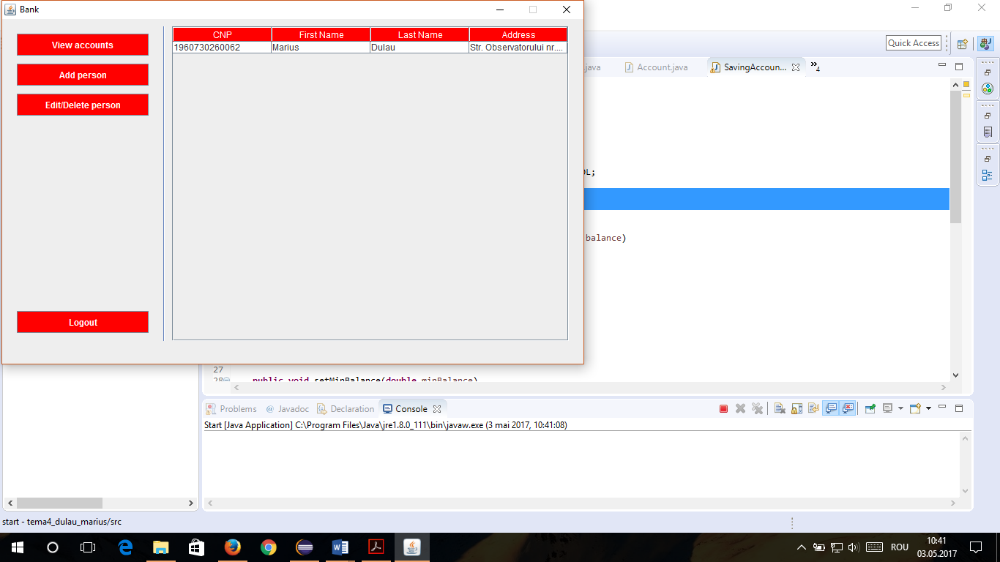 Bank
View accounts
Add person
Edit/Delete person
Logout
CNP First Name Last Name Address
1960730260062 Marius Dulau Str. Observatorului nr....
Quick Access
.java Account.java SavingAccoun... »4
OL;
balance)
27
28 public void setMinBalance(double minBalance)
Problems @ Javadoc Declaration Console
Start [Java Application] C:\Program Files\Java\jre1.8.0_111\bin\javaw.exe (3 mai 2017, 10:41:08)
start - tema4_dulau_marius/src
ROU
10:41
03.05.2017